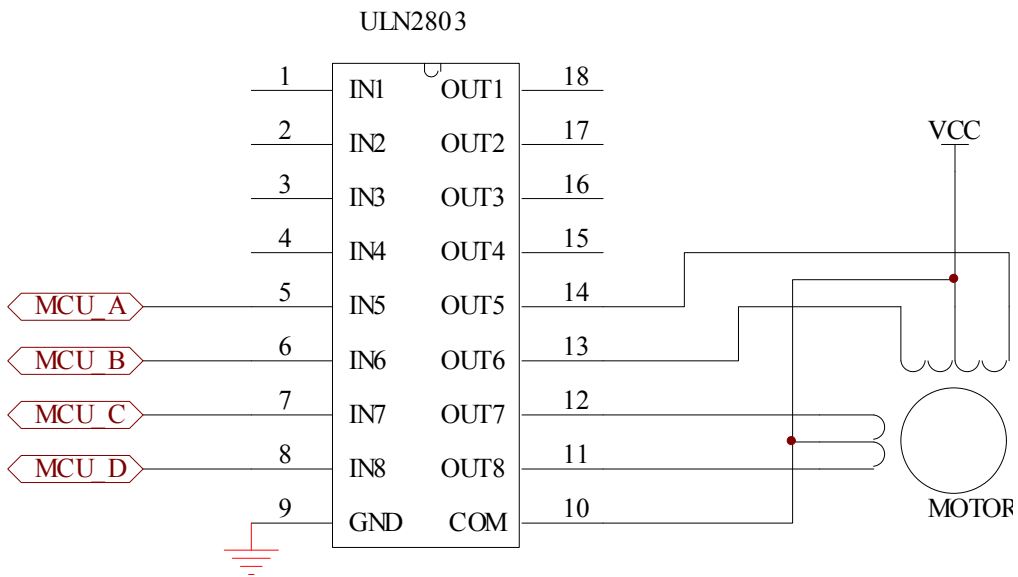 ULN2803
1 IN1 OUT1 18
2 IN2 OUT2 17
VCC
3 IN3 OUT3 16
4 IN4 OUT4 15
MCU_A 5 IN5 OUT5 14
MCU_B 6 IN6 OUT6 13
MCU_C 7 IN7 OUT7 12
MCU_D 8 IN8 OUT8 11
9 GND COM 10
MOTOR